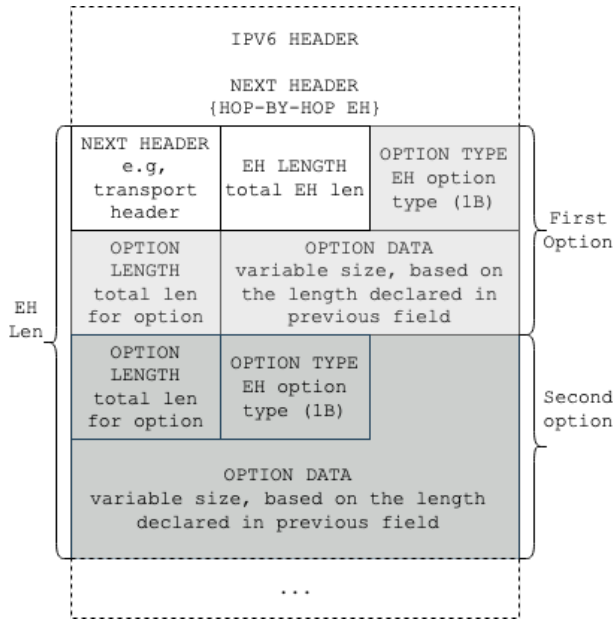 IPV6 HEADER
NEXT HEADER
{HOP-BY-HOP EH}
NEXT HEADER
e.g,
transport
header
EH LENGTH
total EH len
OPTION TYPE
EH option
type (1B)
First
Option
OPTION
LENGTH
total len
for option
OPTION DATA
variable size, based on
the length declared in
previous field
EH
Len
OPTION
LENGTH
total len
for option
OPTION TYPE
EH option
type (1B)
Second
option
OPTION DATA
variable size, based on the length
declared in previous field
...